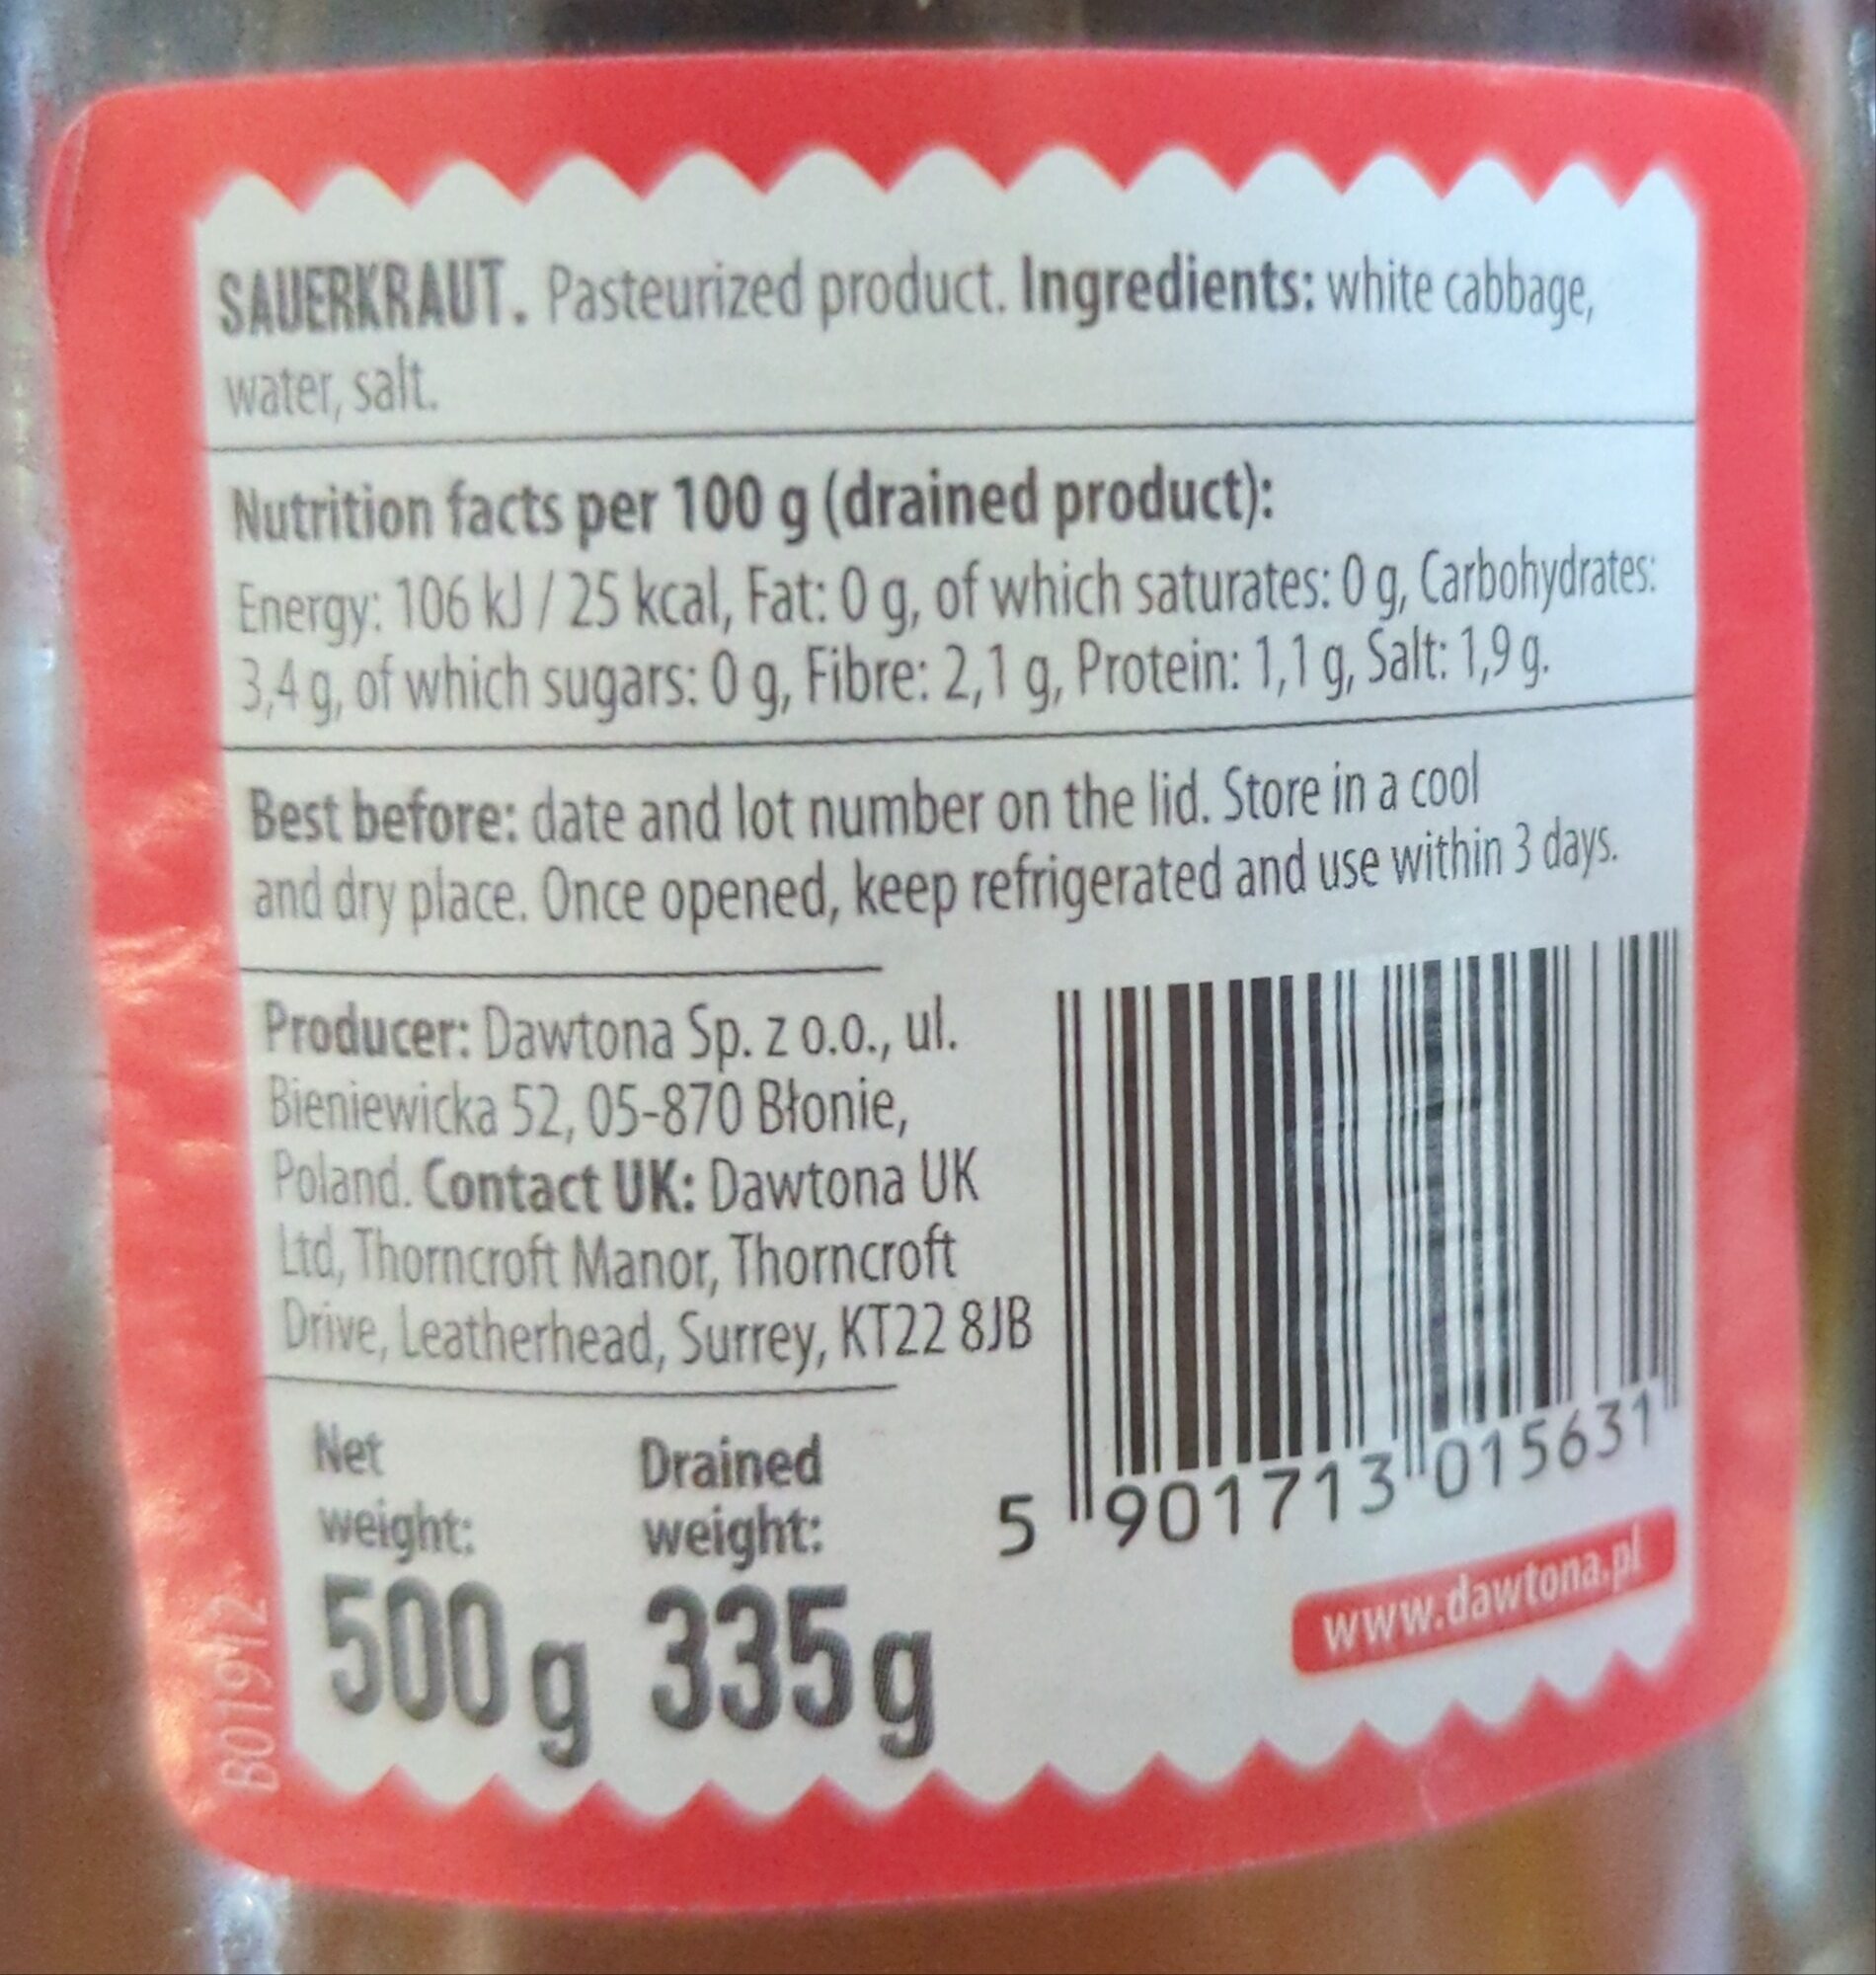 SAUERKRAUT. Pasteurized product. Ingredients: white cabbage,
water, salt.
Nutrition facts per 100 g (drained product):
Energy: 106 kJ / 25 kcal, Fat: 0 g, of which saturates: 0 g, Carbohydrates:
3,4 g, of which sugars: 0 g, Fibre: 2,1 g, Protein: 1,1 g, Salt: 1,9 g.
Best before: date and lot number on the lid. Store in a cool
and dry place. Once opened, keep refrigerated and use within 3 days.
Producer: Dawtona Sp. z o.o., ul.
Bieniewicka 52, 05-870 Błonie,
Poland. Contact UK: Dawtona UK
Ltd, Thorncroft Manor, Thorncroft
Drive, Leatherhead, Surrey, KT22 8JB
Net
weight:
500 g
Drained
weight:
335 g
5 901713 015631
www.dawtona.pl